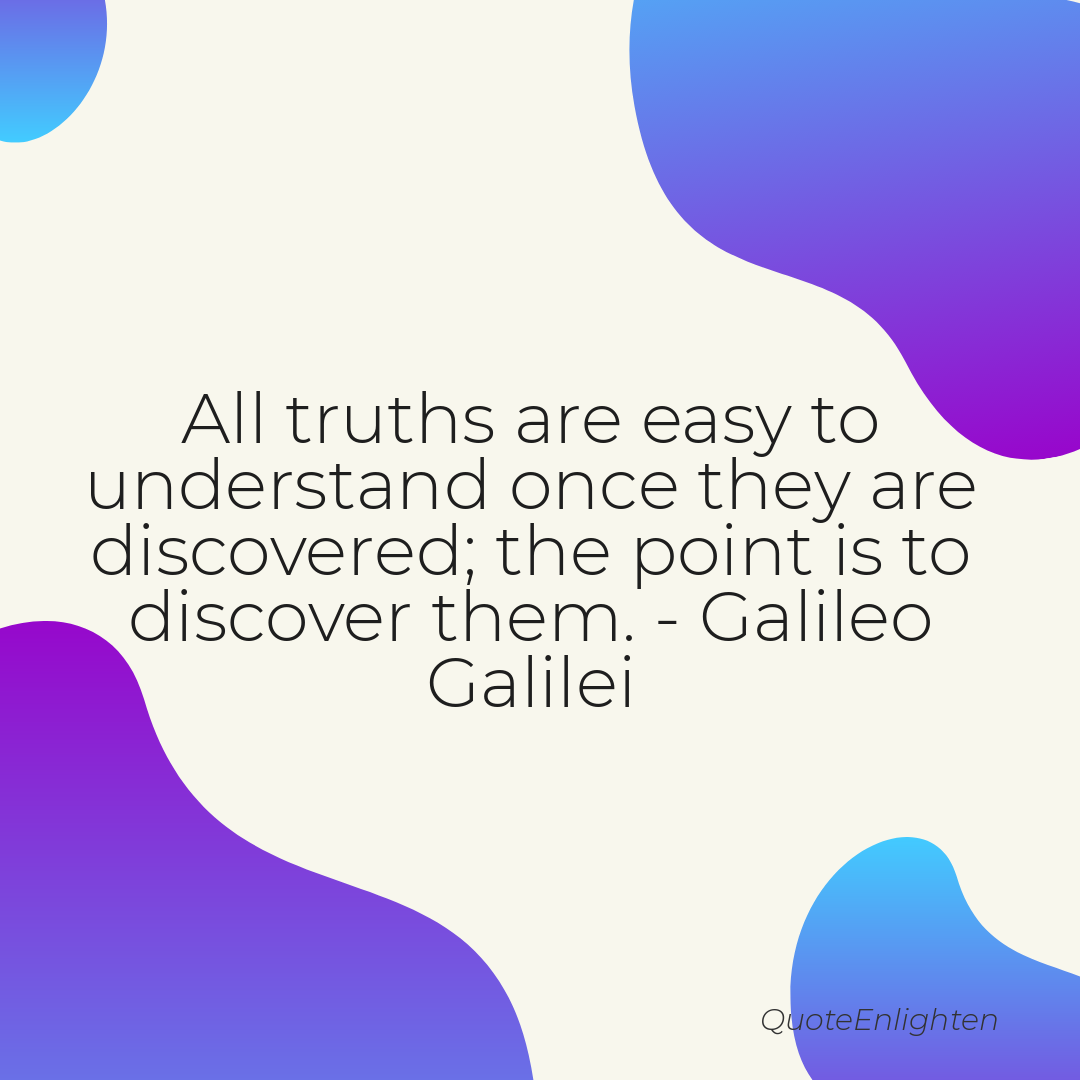 All truths are easy to
understand once they are
discovered; the point is to
discover them. - Galileo
Galilei
QuoteEnlighten